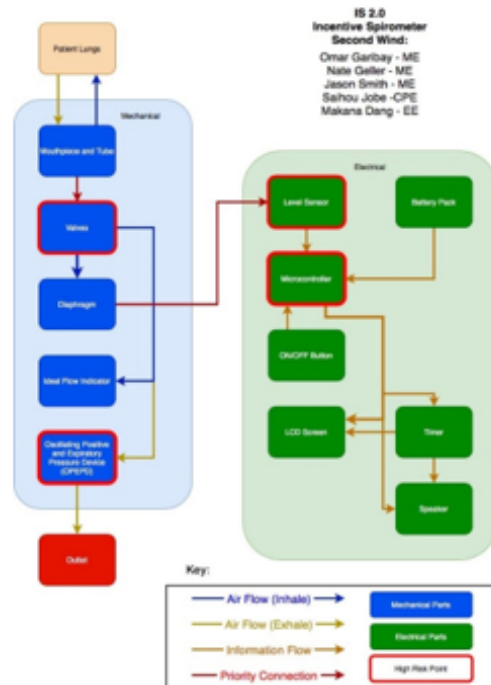 IS 2.0
Incentive Spirometer
Second Wind:
Omar Garibay - ME
Nate Geller - ME
Jason Smith - ME
Saihou Jobe - CPE
Makana Dang - EE
Patient Lungs
Mechanical
Mouthpiece and Tube
Valves
Diaphragm
Ideal Flow Indicator
Oscillating Positive
and Expiratory
Pressure Device
(OPEPD)
Outlet
Electrical
Level Sensor
Battery Pack
Microcontroller
ON/OFF Button
LCD Screen
Timer
Speaker
Key:
Air Flow (Inhale)
Air Flow (Exhale)
Information Flow
Priority Connection
Mechanical Parts
Electrical Parts
High Risk Point